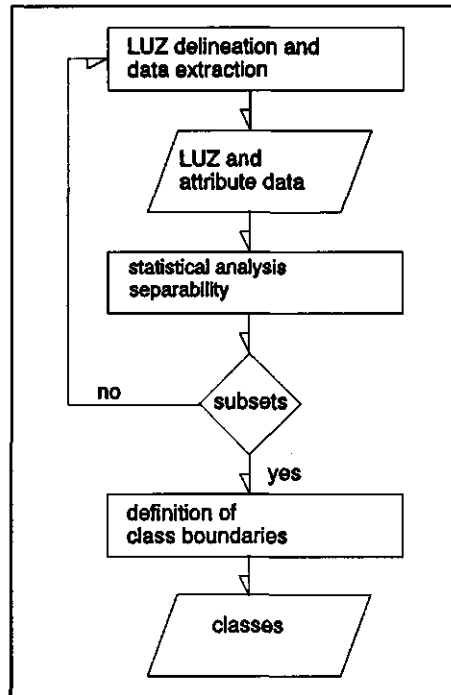 LUZ delineation and
data extraction
LUZ and
attribute data
statistical analysis
separability
subsets
no
yes
definition of
class boundaries
classes